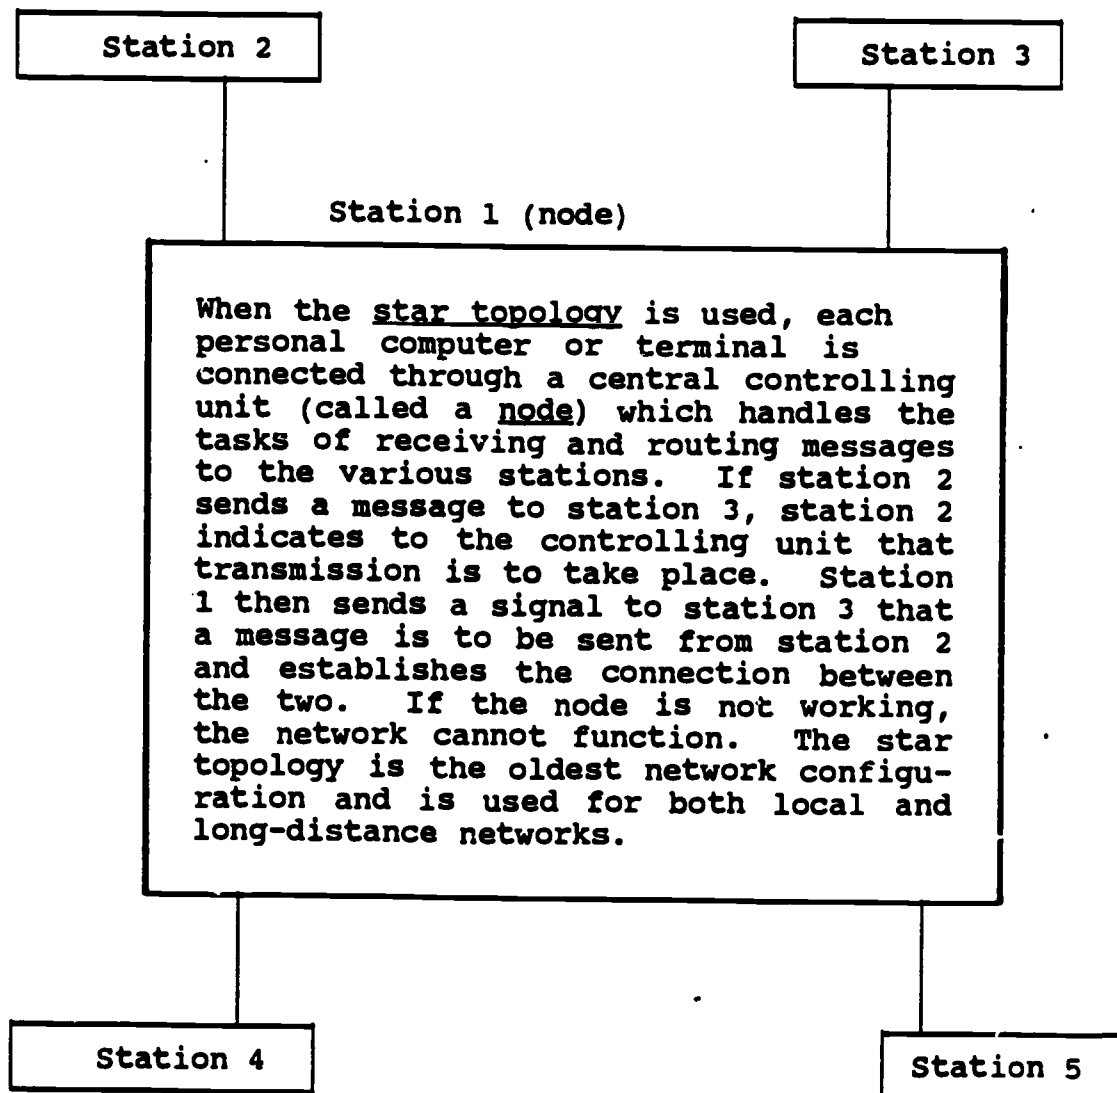 Station 2
Station 3
Station 1 (node)
When the star topology is used, each
personal computer or terminal is
connected through a central controlling
unit (called a node) which handles the
tasks of receiving and routing messages
to the various stations. If station 2
sends a message to station 3, station 2
indicates to the controlling unit that
transmission is to take place. Station
1 then sends a signal to station 3 that
a message is to be sent from station 2
and establishes the connection between
the two. If the node is not working,
the network cannot function. The star
topology is the oldest network configu-
ration and is used for both local and
long-distance networks.
Station 4
Station 5